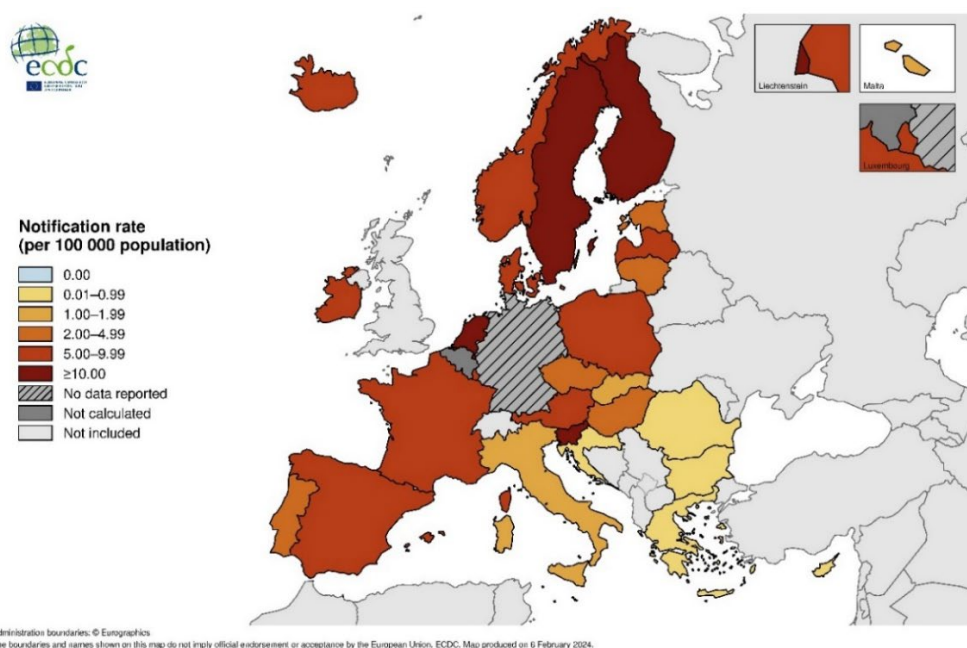 ecdc
Notification rate
(per 100 000 population)
0.00
0.01–0.99
1.00–1.99
2.00–4.99
5.00–9.99
≥10.00
No data reported
Not calculated
Not included
Liechtenstein
Malta
Luxembourg
dministration boundaries: © Eurographics
he boundaries and names shown on this map do not imply official endorsement or acceptance by the European Union. ECDC. Map produced on 6 February 2024.